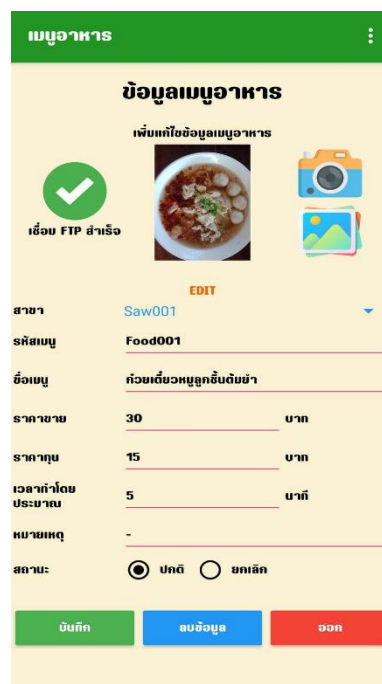 เมนูอาหาร
ข้อมูลเมนูอาหาร
เพิ่มแก้ไขข้อมูลเมนูอาหาร
เชื่อม FTP สำเร็จ
EDIT
สาขา Saw001
รหัสเมนู Food001
ชื่อเมนู ก๋วยเตี๋ยวหมูลูกชิ้นต้มยำ
ราคาขาย 30 บาท
ราคาทุน 15 บาท
เวลาทำโดย
ประมาณ 5 นาที
หมายเหตุ -
สถานะ: ปกติ ยกเลิก
บันทึก ลบข้อมูล ออก